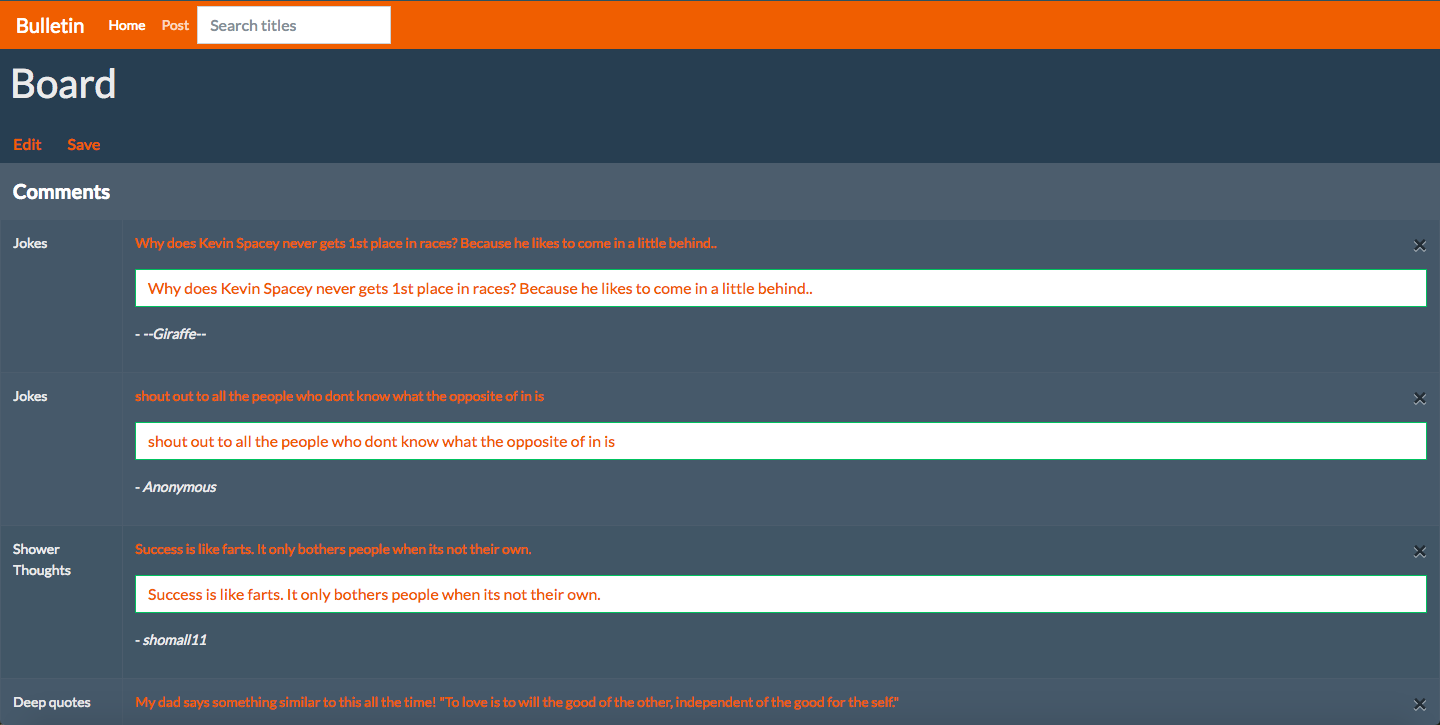 Bulletin Home Post Search titles
Board
Edit Save
Comments
Jokes Why does Kevin Spacey never gets 1st place in races? Because he likes to come in a little behind..
Why does Kevin Spacey never gets 1st place in races? Because he likes to come in a little behind..
- --Giraffe--
Jokes shout out to all the people who dont know what the opposite of in is
shout out to all the people who dont know what the opposite of in is
- Anonymous
Shower Success is like farts. It only bothers people when its not their own.
Thoughts
Success is like farts. It only bothers people when its not their own.
- shomall11
Deep quotes My dad says something similar to this all the time! "To love is to will the good of the other, independent of the good for the self."